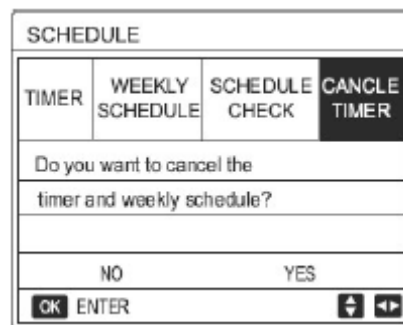 SCHEDULE
TIMER
WEEKLY
SCHEDULE
SCHEDULE
CHECK
CANCLE
TIMER
Do you want to cancel the
timer and weekly schedule?
NO YES
OK ENTER